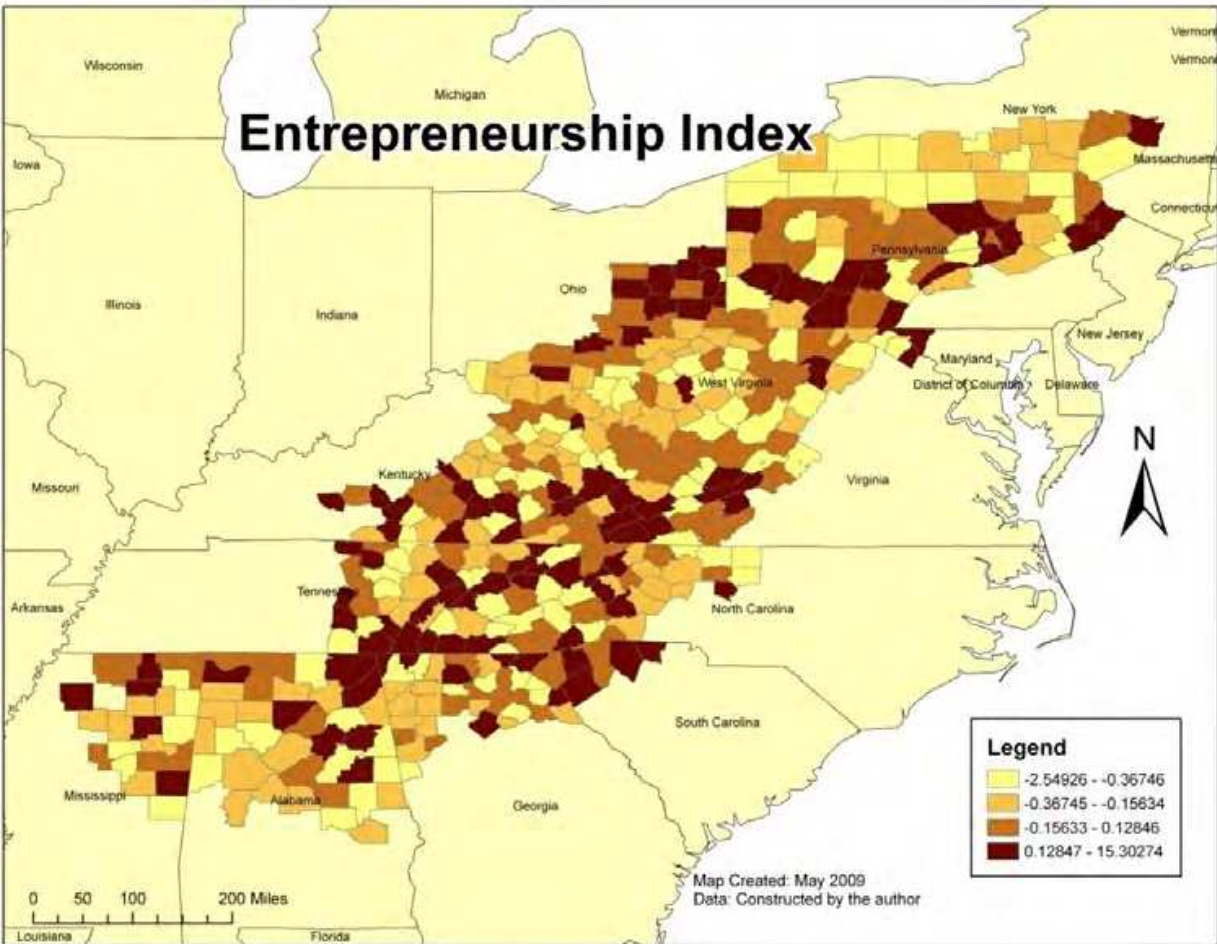 Vermont
Wisconsin
Vermont
Michigan
New York
Entrepreneurship Index
Iowa
Massachusetts
Connecticut
Pennsylvania
Ohio
Illinois
Indiana
New Jersey
Maryland
West Virginia
District of Columbia
Delaware
N
Kentucky
Virginia
Missouri
Tenness
Arkansas
North Carolina
South Carolina
Legend
-2.54926 - -0.36746
-0.36745 - -0.15634
-0.15633 - 0.12846
0.12847 - 15.30274
Mississippi
Alabama
Georgia
Map Created: May 2009
Data: Constructed by the author
0 50 100 200 Miles
Louisiana
Florida